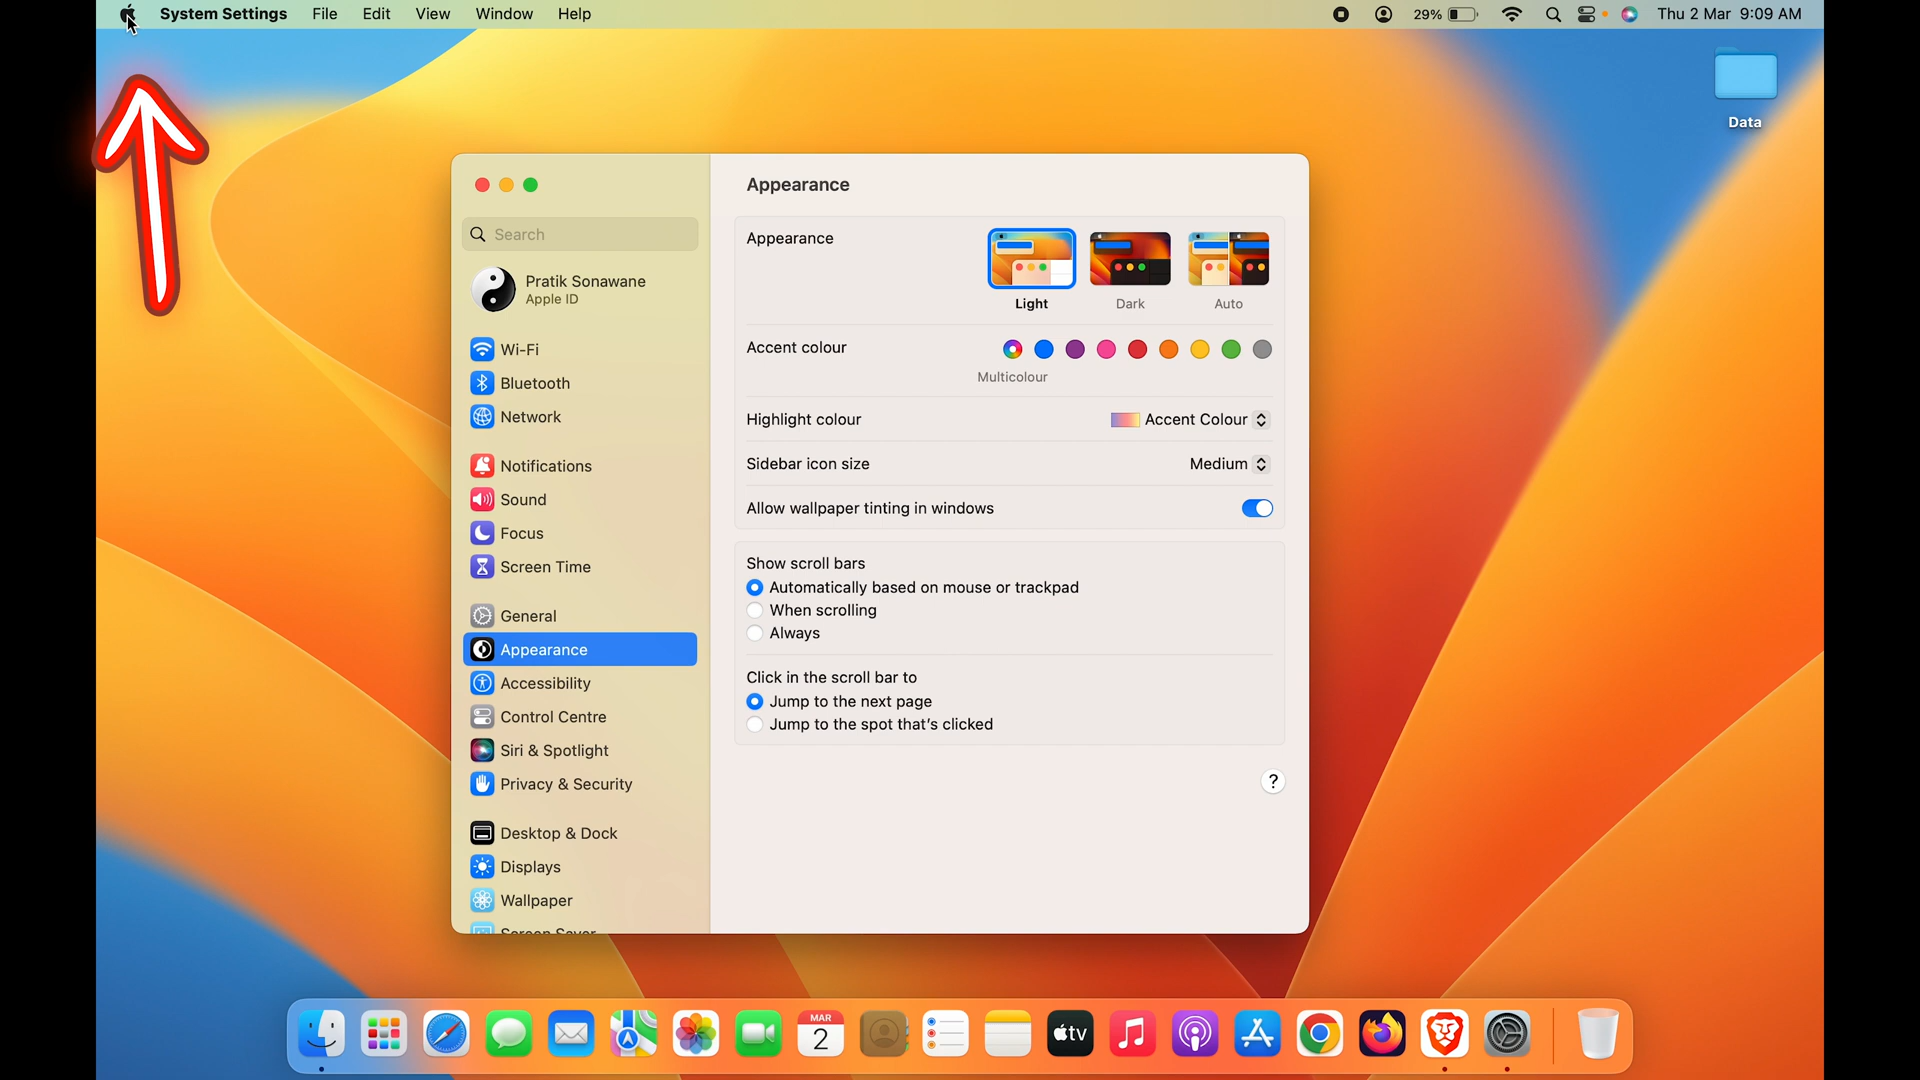 System Settings File Edit View Window Help 29% Thu 2 Mar 9:09 AM
Data
Appearance
Search
Pratik Sonawane
Apple ID
Wi-Fi
Bluetooth
Network
Notifications
Sound
Focus
Screen Time
General
Appearance
Accessibility
Control Centre
Siri & Spotlight
Privacy & Security
Desktop & Dock
Displays
Wallpaper
Screen Saver
Appearance
Light Dark Auto
Accent colour
Multicolour
Highlight colour Accent Colour
Sidebar icon size Medium
Allow wallpaper tinting in windows
Show scroll bars
Automatically based on mouse or trackpad
When scrolling
Always
Click in the scroll bar to
Jump to the next page
Jump to the spot that's clicked
?
MAR
2
tv